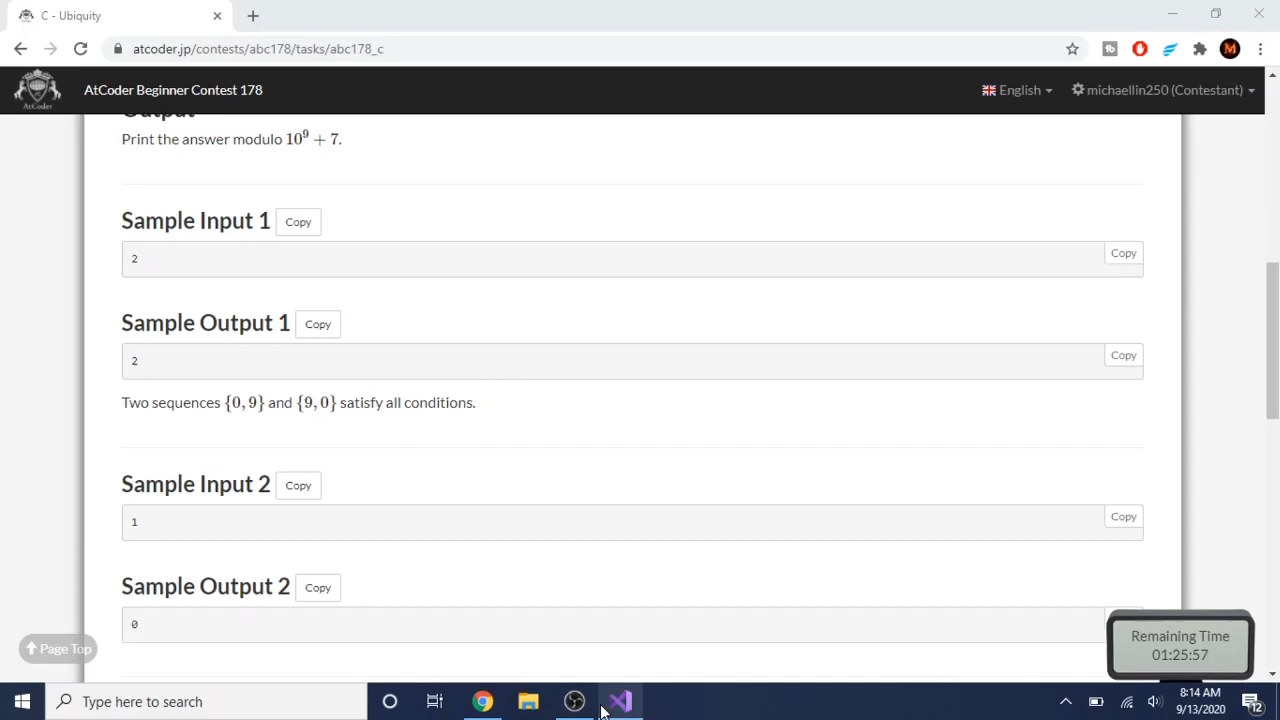 C - Ubiquity
atcoder.jp/contests/abc178/tasks/abc178_c
M
AtCoder
AtCoder Beginner Contest 178
English
michaellin250 (Contestant)
Output
Print the answer modulo 10⁹ + 7.
Sample Input 1 Copy
Copy
2
Sample Output 1 Copy
Copy
2
Two sequences {0, 9} and {9, 0} satisfy all conditions.
Sample Input 2 Copy
Copy
1
Sample Output 2 Copy
0
Page Top
Remaining Time
01:25:57
Type here to search
8:14 AM
9/13/2020
12